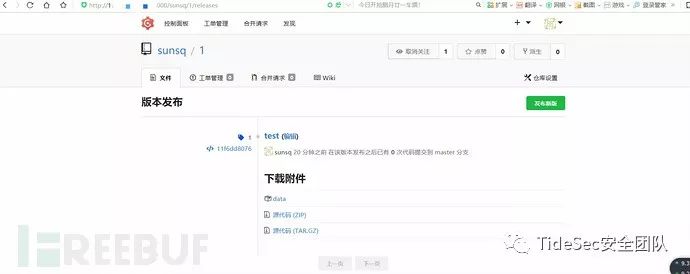 http://1 000/sunsq/1/releases
今日开始腊月廿一车票!
扩展 翻译 网银 截图 游戏 登录管家
控制面板 工单管理 合并请求 发现
sunsq / 1
取消关注 1 点赞 0 派生 0
文件 工单管理 0 合并请求 0 Wiki 仓库设置
版本发布 发布新版
1 test (编辑)
11f6dd8076 sunsq 20 分钟之前 在该版本发布之后已有 0 次代码提交到 master 分支
下载附件
data
源代码 (ZIP)
源代码 (TAR.GZ)
上一页 下一页
REEBUF
TideSec安全团队